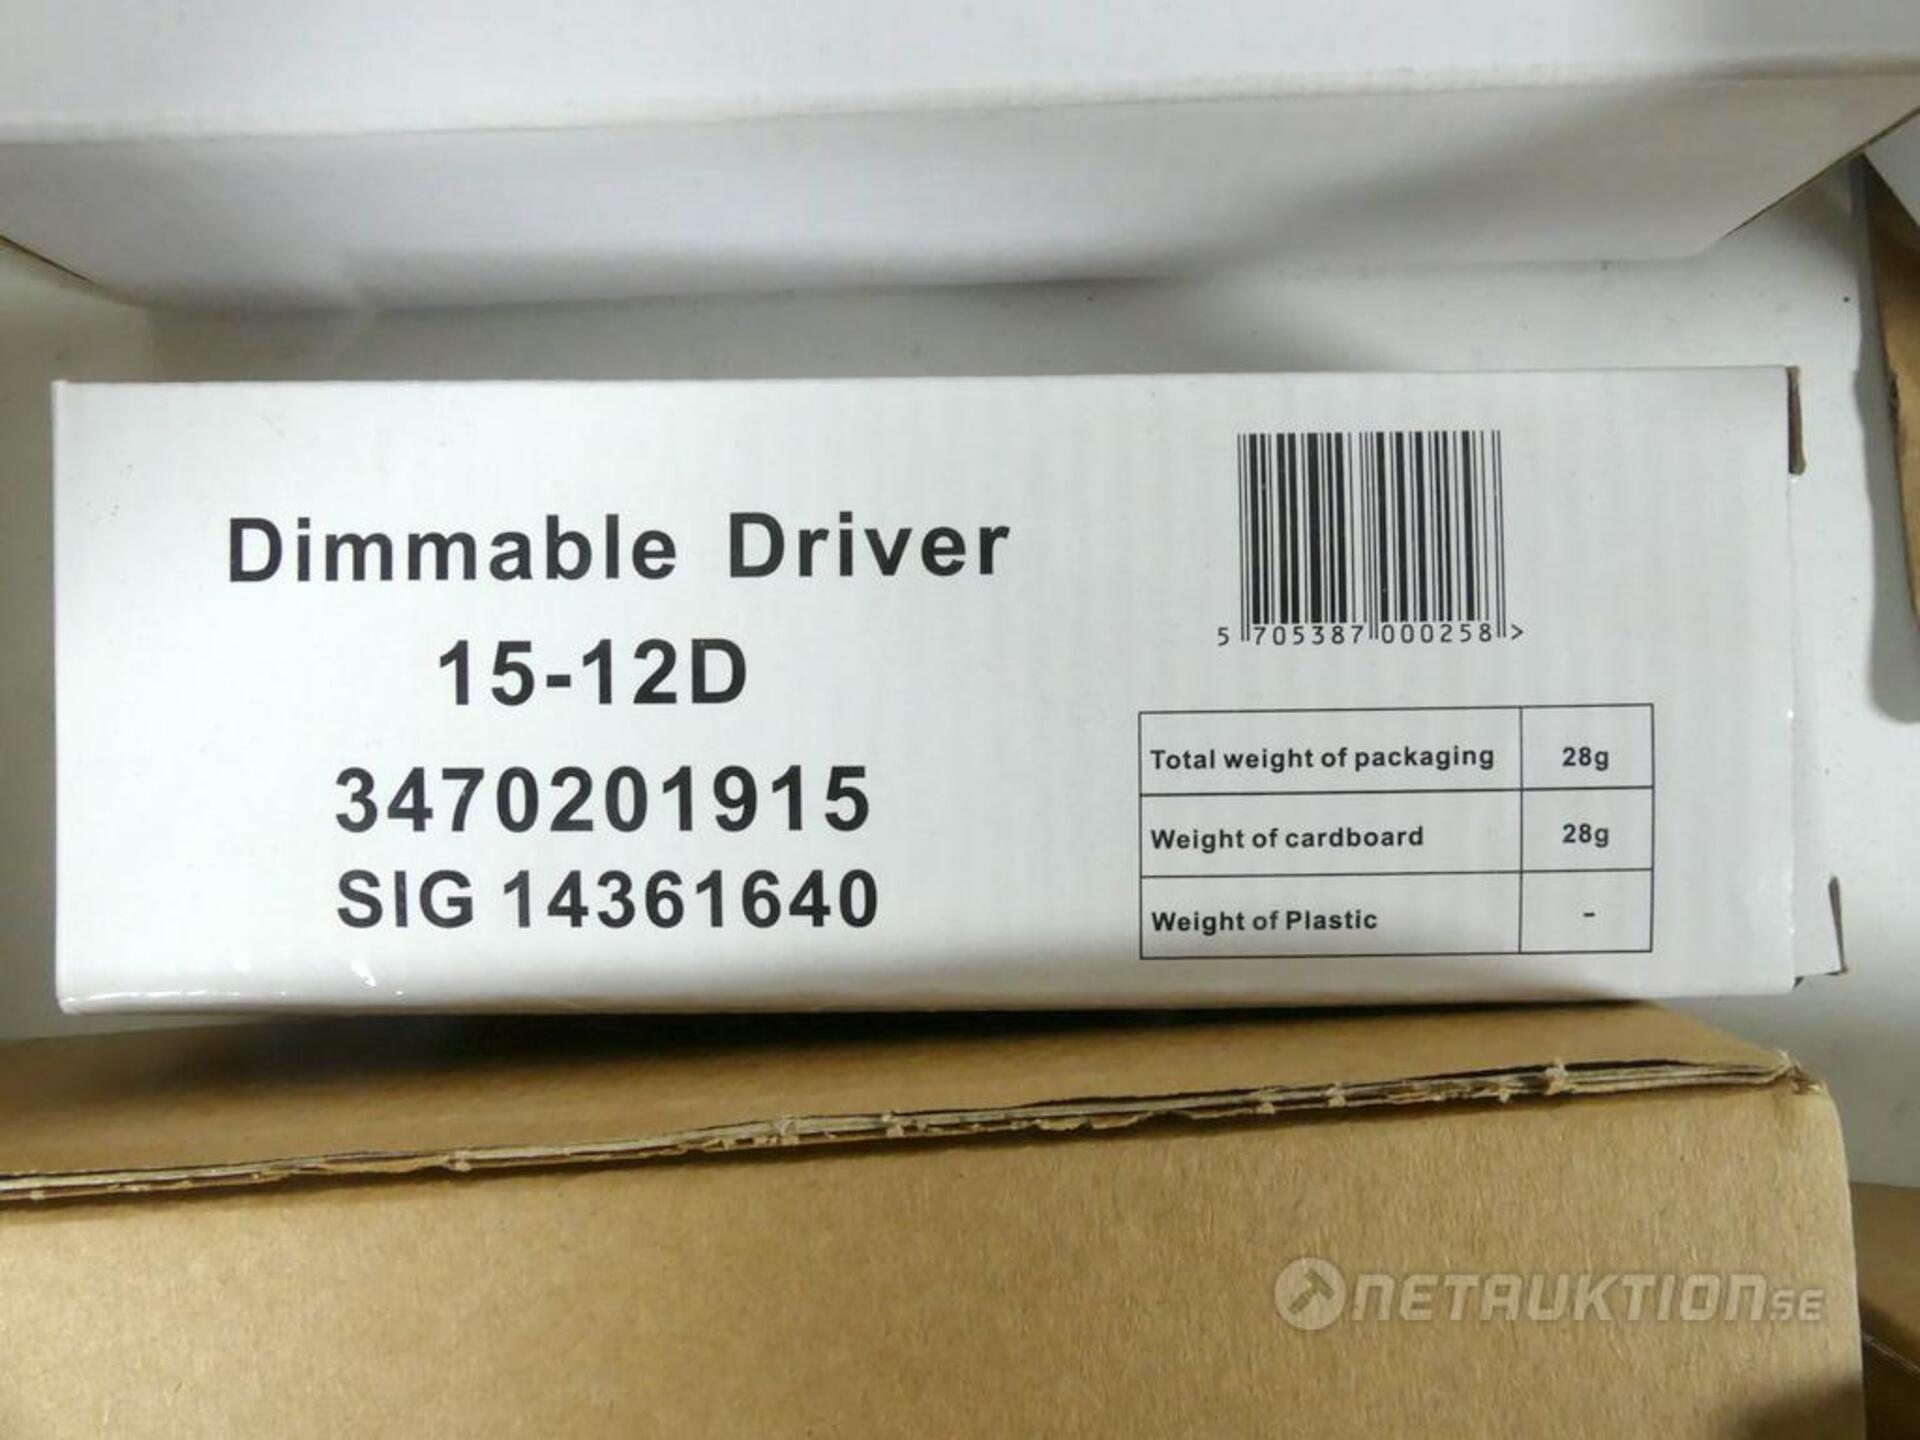 Dimmable Driver
15-12D
3470201915
SIG 14361640
5 705387 000258 >
Total weight of packaging 28g
Weight of cardboard 28g
Weight of Plastic -
NETAUKTION.SE